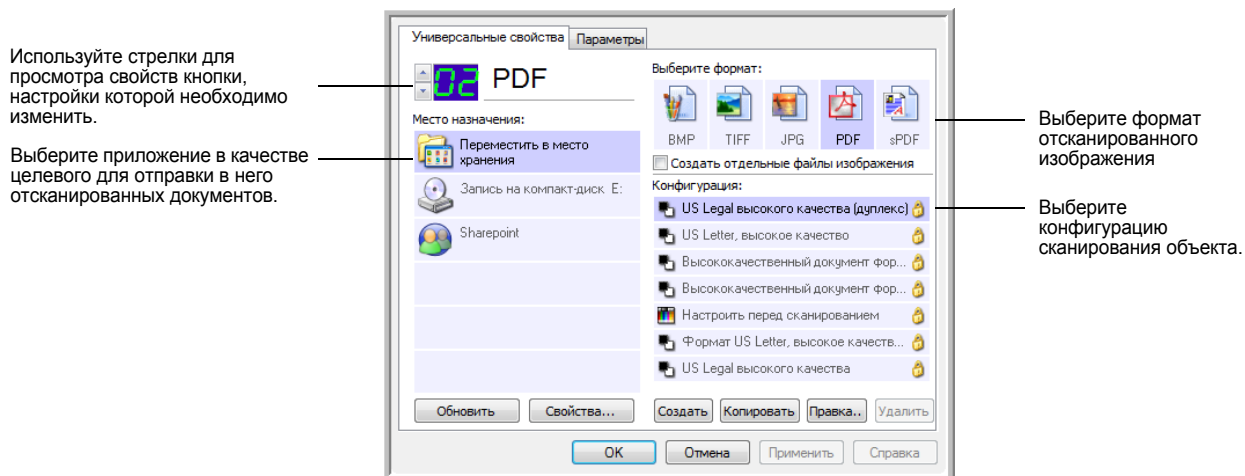 Используйте стрелки для
просмотра свойств кнопки,
настройки которой необходимо
изменить.
Выберите приложение в качестве
целевого для отправки в него
отсканированных документов.
Универсальные свойства
Параметры
02
PDF
Место назначения:
Переместить в место
хранения
Запись на компакт-диск E:
Sharepoint
Обновить
Свойства...
Выберите формат:
BMP
TIFF
JPG
PDF
sPDF
Создать отдельные файлы изображения
Конфигурация:
US Legal высокого качества (дуплекс)
US Letter, высокое качество
Высококачественный документ фор...
Высококачественный документ фор...
Настроить перед сканированием
Формат US Letter, высокое качеств...
US Legal высокого качества
Создать
Копировать
Правка..
Удалить
OK
Отмена
Применить
Справка
Выберите формат
отсканированного
изображения
Выберите
конфигурацию
сканирования объекта.